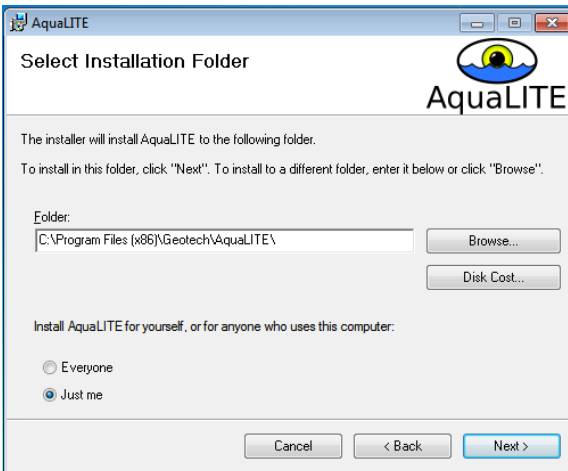 AquaLITE
Select Installation Folder
AquaLITE
The installer will install AquaLITE to the following folder.
To install in this folder, click "Next". To install to a different folder, enter it below or click "Browse".
Folder:
C:\Program Files (x86)\Geotech\AquaLITE\
Browse...
Disk Cost...
Install AquaLITE for yourself, or for anyone who uses this computer:
Everyone
Just me
Cancel
< Back
Next >